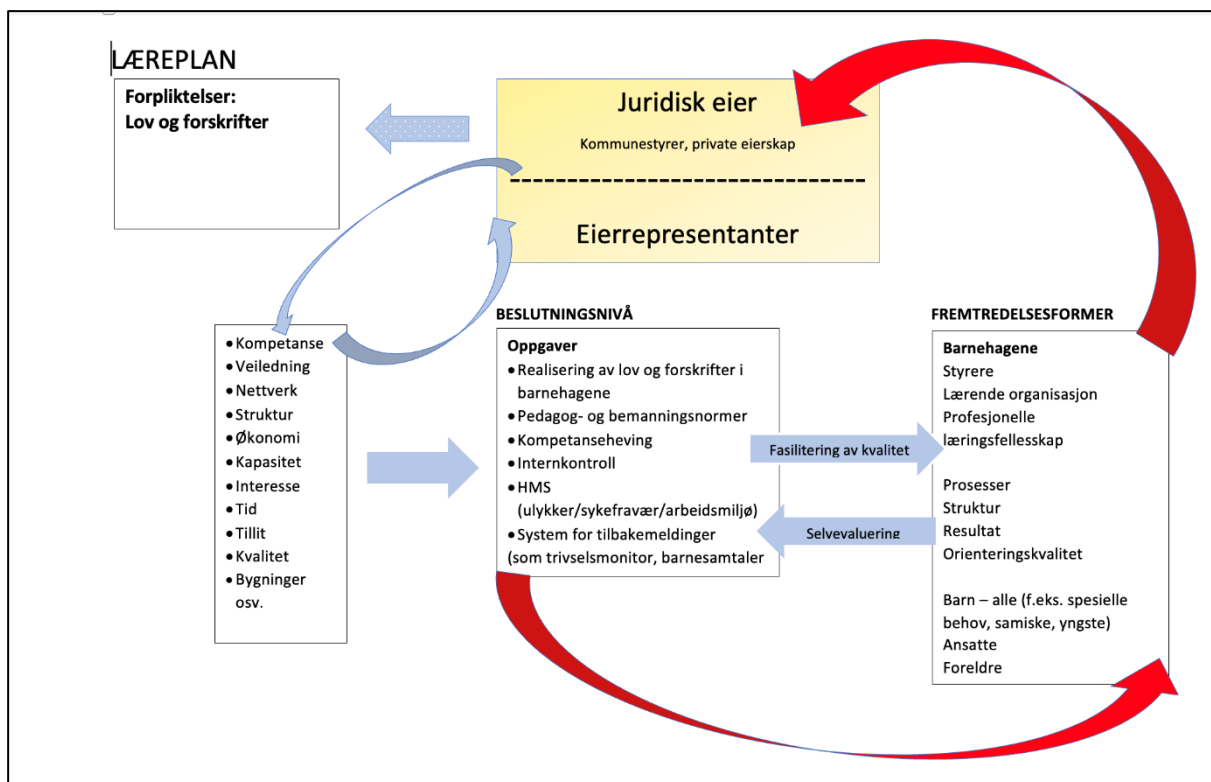 LÆREPLAN
Forpliktelser:
Lov og forskrifter
Juridisk eier
Kommunestyrer, private eierskap
Eierrepresentanter
• Kompetanse
• Veiledning
• Nettverk
• Struktur
• Økonomi
• Kapasitet
• Interesse
• Tid
• Tillit
• Kvalitet
• Bygninger
osv.
BESLUTNINGSNIVÅ
Oppgaver
• Realisering av lov og forskrifter i
barnehagene
• Pedagog- og bemanningsnormer
• Kompetanseheving
• Internkontroll
• HMS
(ulykker/sykefravær/arbeidsmiljø)
• System for tilbakemeldinger
(som trivselsmonitor, barnesamtaler
Fasilitering av kvalitet
Selvevaluering
FREMTREDELSESFORMER
Barnehagene
Styrere
Lærende organisasjon
Profesjonelle
læringsfellesskap
Prosesser
Struktur
Resultat
Orienteringskvalitet
Barn – alle (f.eks. spesielle
behov, samiske, yngste)
Ansatte
Foreldre